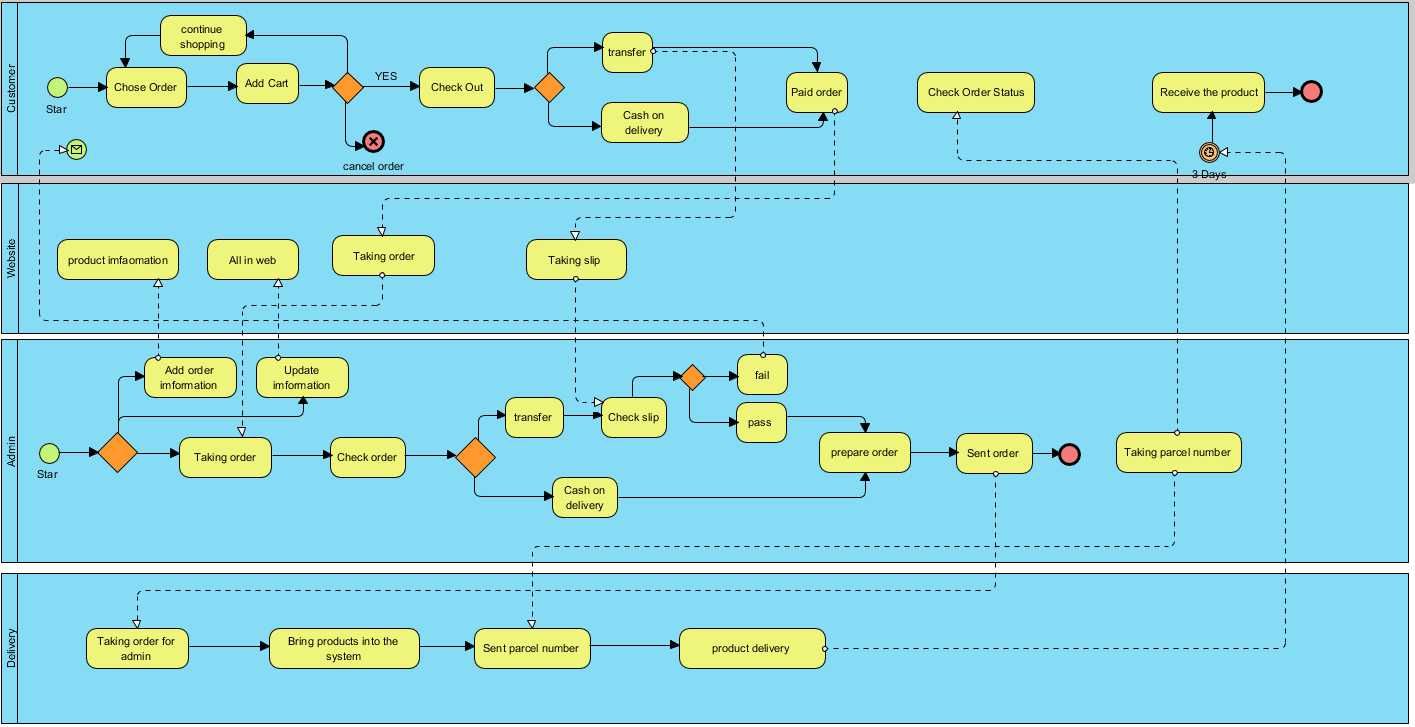 Customer
continue
shopping
Chose Order
Add Cart
YES
Check Out
transfer
Cash on
delivery
Paid order
Check Order Status
Receive the product
Star
cancel order
3 Days
Website
product imfaomation
All in web
Taking order
Taking slip
Admin
Star
Add order
imformation
Update
imformation
Taking order
Check order
transfer
Cash on
delivery
Check slip
fail
pass
prepare order
Sent order
Taking parcel number
Delivery
Taking order for
admin
Bring products into the
system
Sent parcel number
product delivery